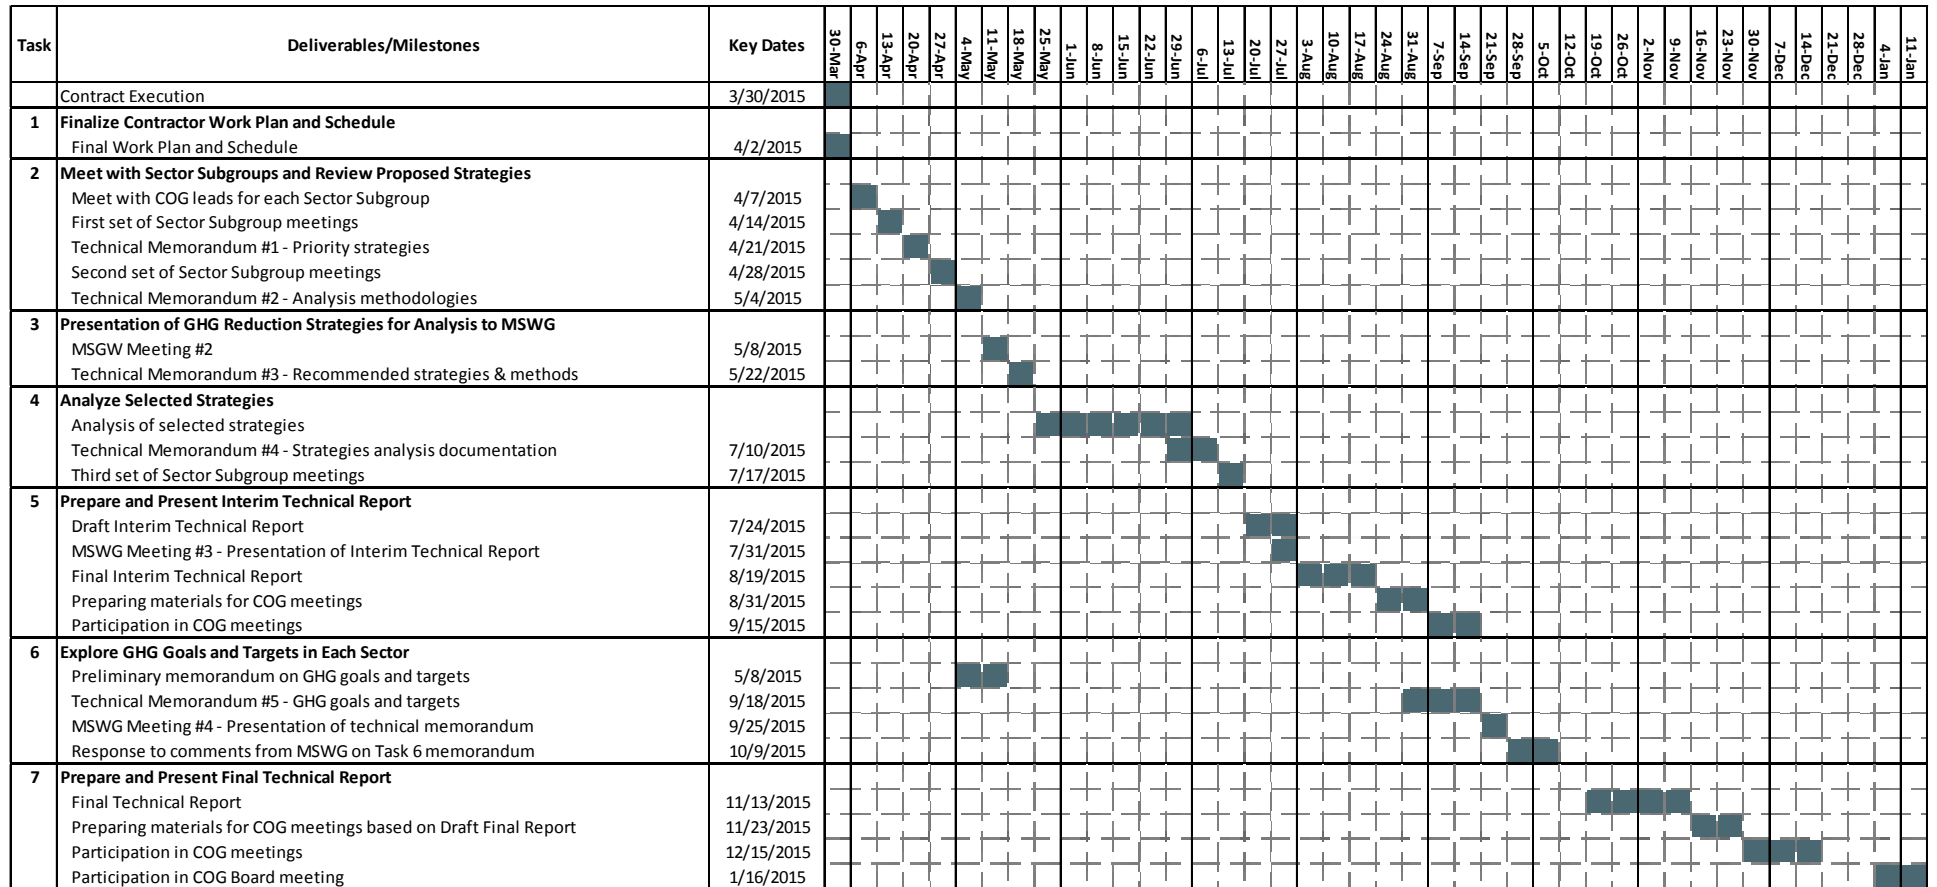 Task Deliverables/Milestones Key Dates 30-Mar 6-Apr 13-Apr 20-Apr 27-Apr 4-May 11-May 18-May 25-May 1-Jun 8-Jun 15-Jun 22-Jun 29-Jun 6-Jul 13-Jul 20-Jul 27-Jul 3-Aug 10-Aug 17-Aug 24-Aug 31-Aug 7-Sep 14-Sep 21-Sep 28-Sep 5-Oct 12-Oct 19-Oct 26-Oct 2-Nov 9-Nov 16-Nov 23-Nov 30-Nov 7-Dec 14-Dec 21-Dec 28-Dec 4-Jan 11-Jan
Contract Execution 3/30/2015
1 Finalize Contractor Work Plan and Schedule
Final Work Plan and Schedule 4/2/2015
2 Meet with Sector Subgroups and Review Proposed Strategies
Meet with COG leads for each Sector Subgroup 4/7/2015
First set of Sector Subgroup meetings 4/14/2015
Technical Memorandum #1 - Priority strategies 4/21/2015
Second set of Sector Subgroup meetings 4/28/2015
Technical Memorandum #2 - Analysis methodologies 5/4/2015
3 Presentation of GHG Reduction Strategies for Analysis to MSWG
MSGW Meeting #2 5/8/2015
Technical Memorandum #3 - Recommended strategies & methods 5/22/2015
4 Analyze Selected Strategies
Analysis of selected strategies
Technical Memorandum #4 - Strategies analysis documentation 7/10/2015
Third set of Sector Subgroup meetings 7/17/2015
5 Prepare and Present Interim Technical Report
Draft Interim Technical Report 7/24/2015
MSWG Meeting #3 - Presentation of Interim Technical Report 7/31/2015
Final Interim Technical Report 8/19/2015
Preparing materials for COG meetings 8/31/2015
Participation in COG meetings 9/15/2015
6 Explore GHG Goals and Targets in Each Sector
Preliminary memorandum on GHG goals and targets 5/8/2015
Technical Memorandum #5 - GHG goals and targets 9/18/2015
MSWG Meeting #4 - Presentation of technical memorandum 9/25/2015
Response to comments from MSWG on Task 6 memorandum 10/9/2015
7 Prepare and Present Final Technical Report
Final Technical Report 11/13/2015
Preparing materials for COG meetings based on Draft Final Report 11/23/2015
Participation in COG meetings 12/15/2015
Participation in COG Board meeting 1/16/2015